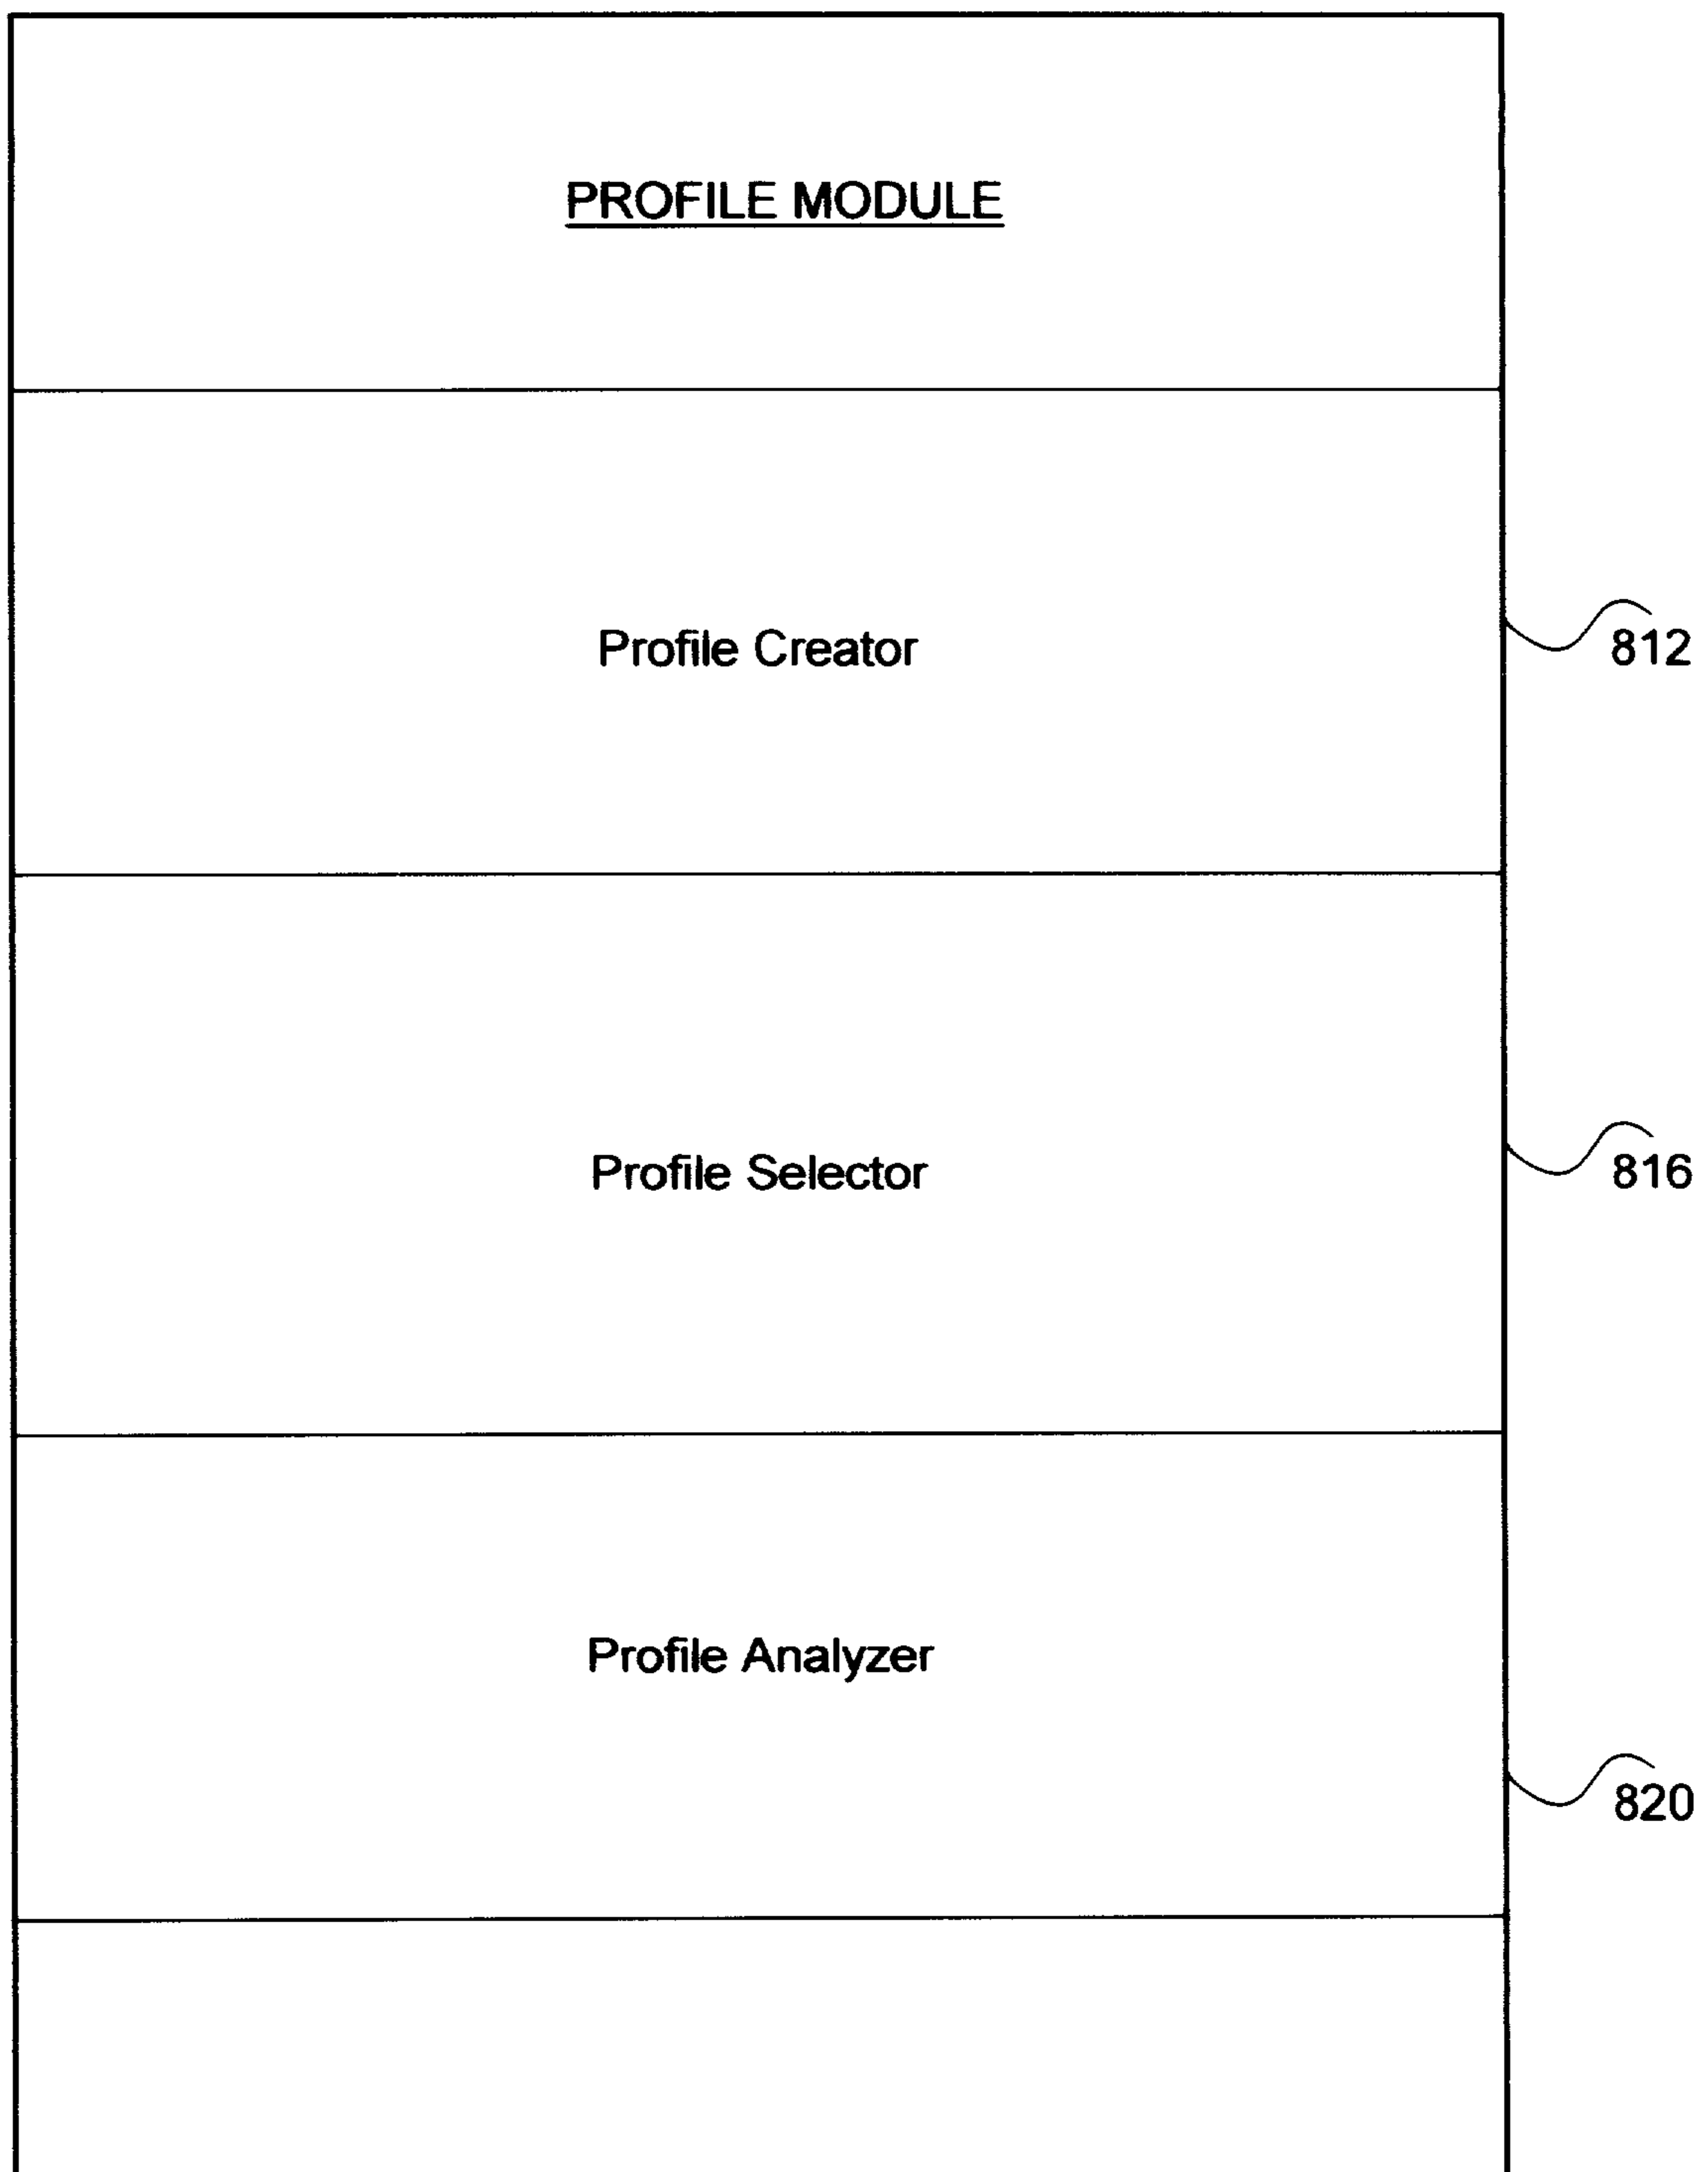 PROFILE MODULE
Profile Creator
812
Profile Selector
816
Profile Analyzer
820